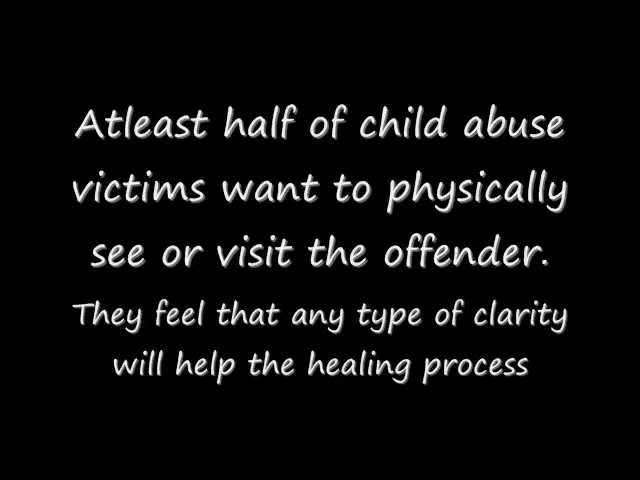 Atleast half of child abuse
victims want to physically
see or visit the offender.
They feel that any type of clarity
will help the healing process